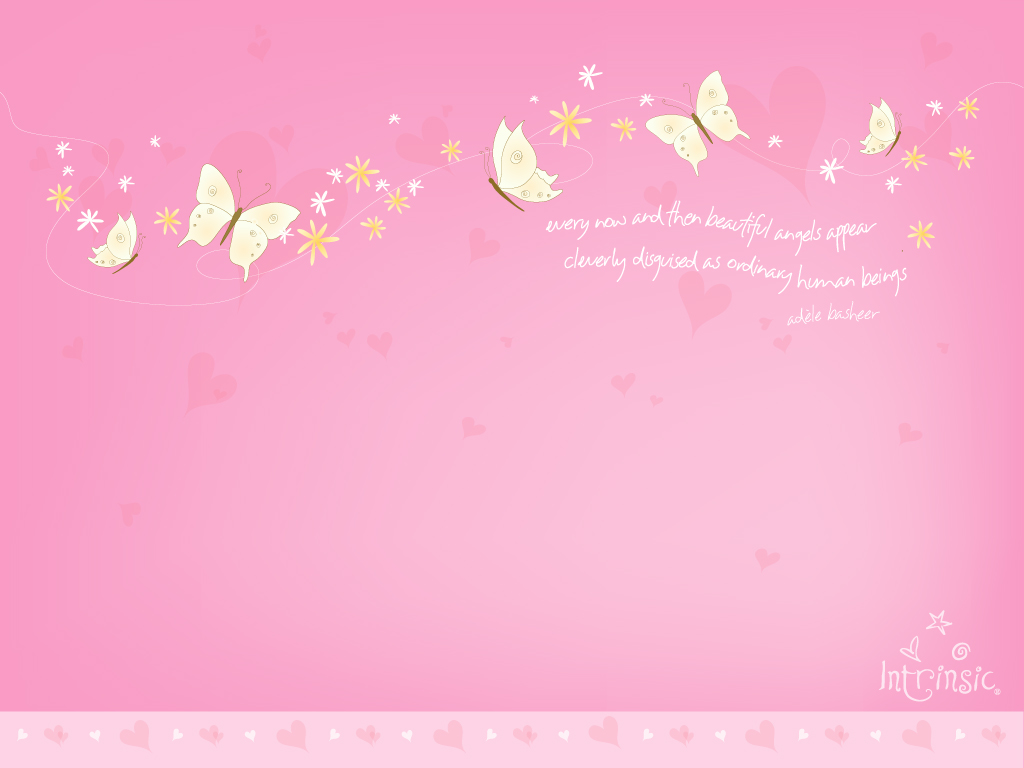 every now and then beautiful angels appear
cleverly disguised as ordinary human beings
adèle basheer
Intrinsic®